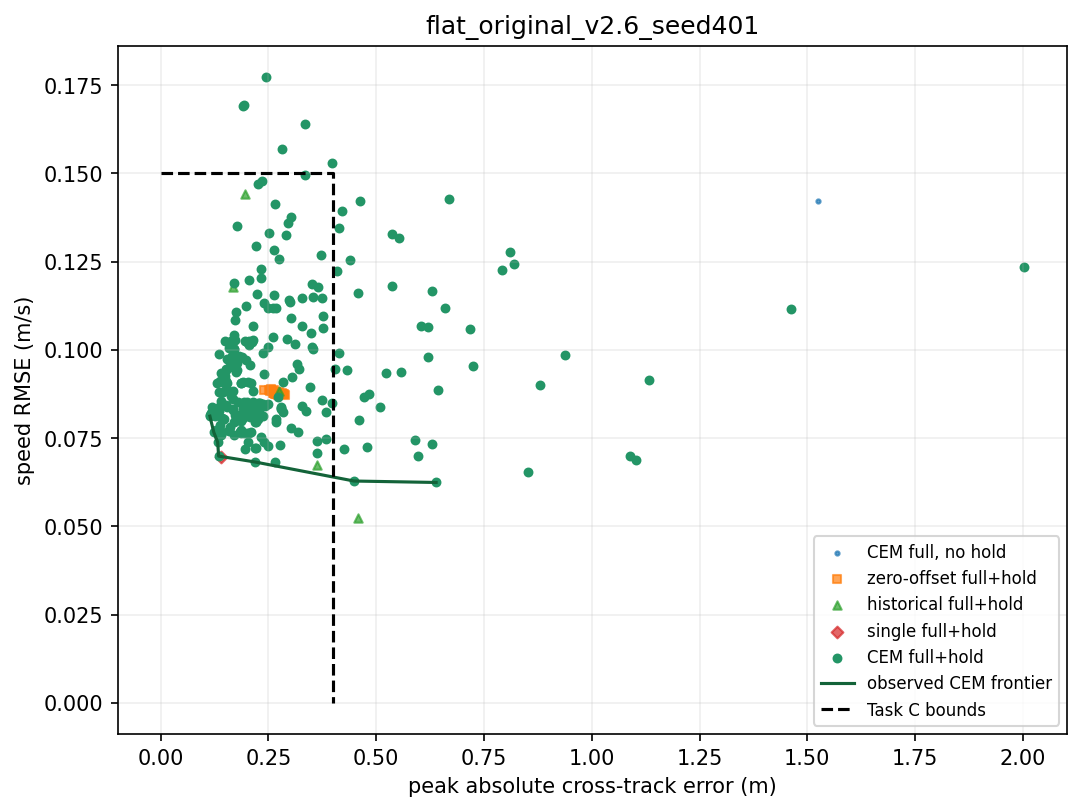 flat_original_v2.6_seed401
0.175
0.150
0.125
0.100
0.075
0.050
0.025
0.000
speed RMSE (m/s)
CEM full, no hold
zero-offset full+hold
historical full+hold
single full+hold
CEM full+hold
observed CEM frontier
Task C bounds
0.00 0.25 0.50 0.75 1.00 1.25 1.50 1.75 2.00
peak absolute cross-track error (m)